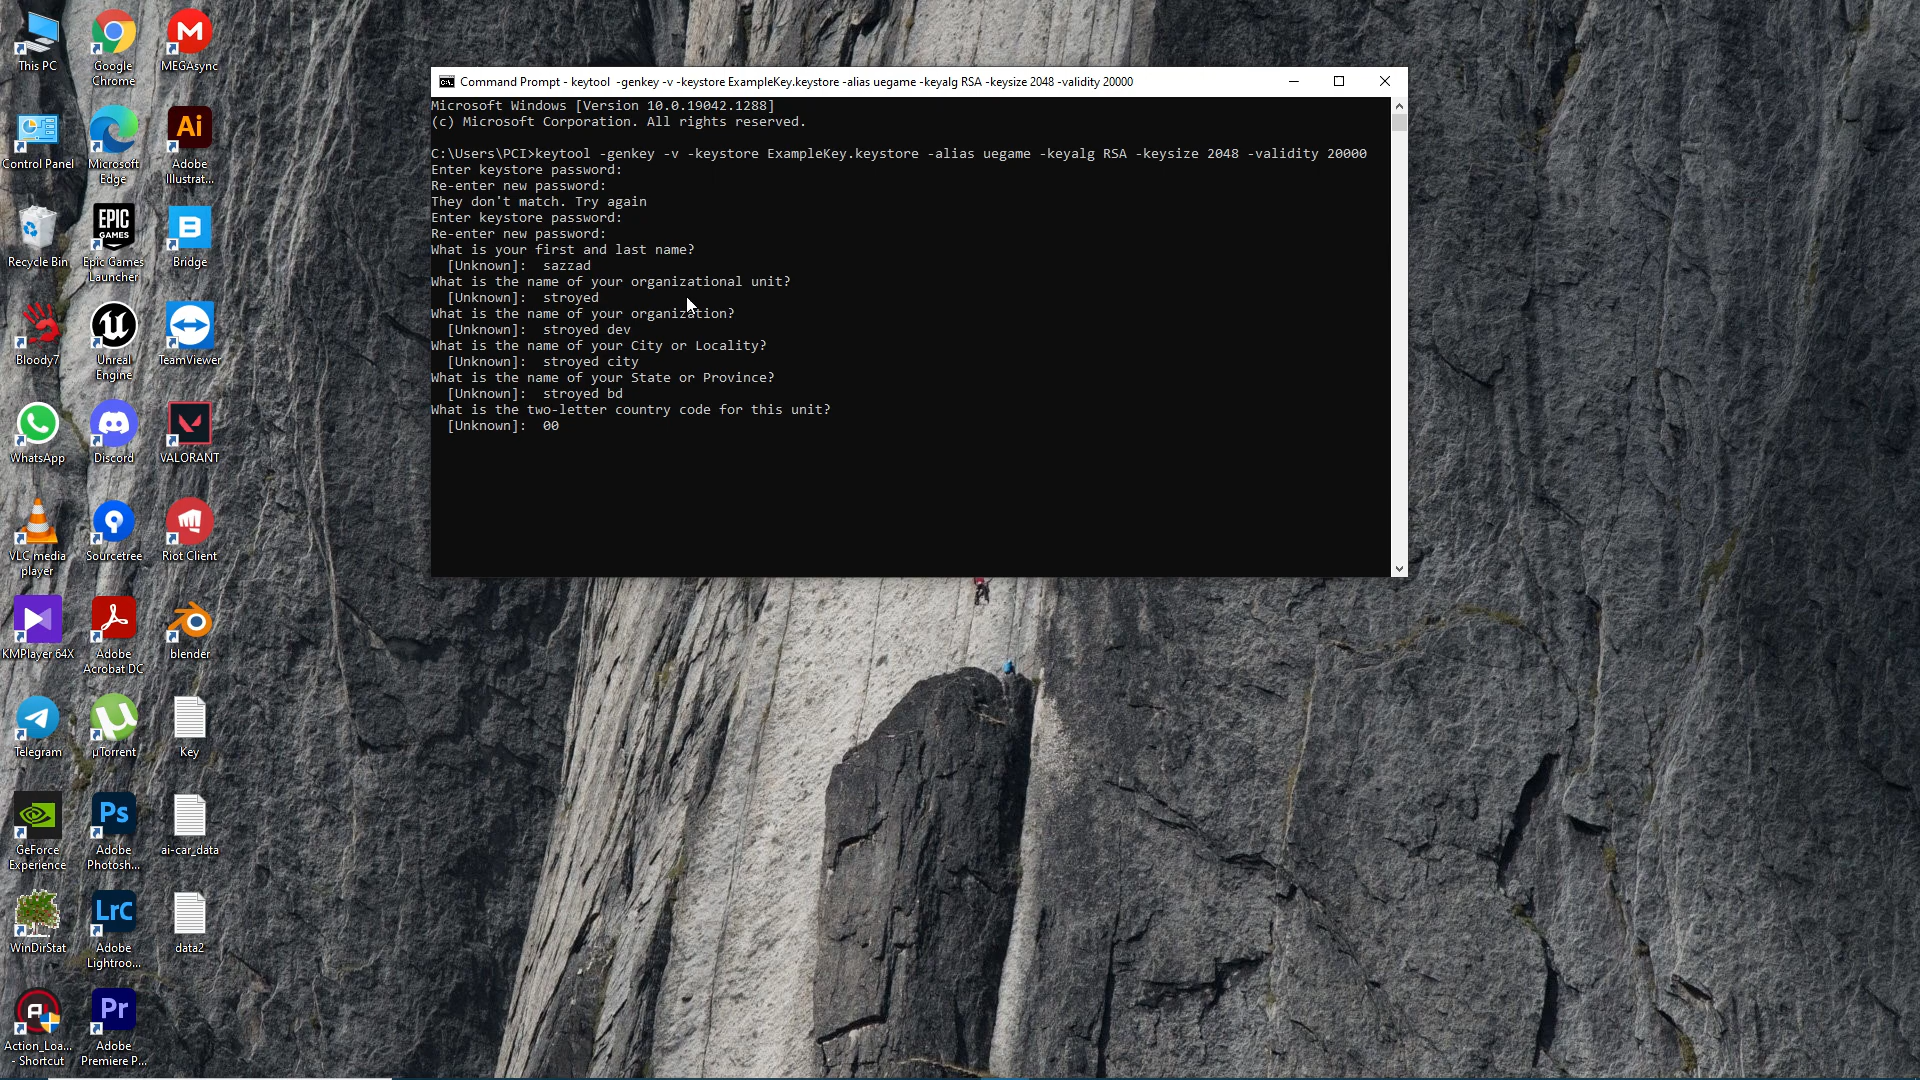 This PC
Google Chrome
MEGAsync
Control Panel
Microsoft Edge
Ai
Adobe Illustrat...
Recycle Bin
EPIC GAMES
Epic Games Launcher
B
Bridge
Bloody7
Unreal Engine
TeamViewer
WhatsApp
Discord
VALORANT
VLC media player
Sourcetree
Riot Client
KMPlayer 64X
Adobe Acrobat DC
blender
Telegram
µTorrent
Key
GeForce Experience
Ps
Adobe Photosh...
ai-car_data
WinDirStat
LrC
Adobe Lightroo...
data2
Action_Loa... - Shortcut
Pr
Adobe Premiere P...
Command Prompt - keytool  -genkey -v -keystore ExampleKey.keystore -alias uegame -keyalg RSA -keysize 2048 -validity 20000
Microsoft Windows [Version 10.0.19042.1288]
(c) Microsoft Corporation. All rights reserved.
C:\Users\PCI>keytool -genkey -v -keystore ExampleKey.keystore -alias uegame -keyalg RSA -keysize 2048 -validity 20000
Enter keystore password:
Re-enter new password:
They don't match. Try again
Enter keystore password:
Re-enter new password:
What is your first and last name?
[Unknown]:  sazzad
What is the name of your organizational unit?
[Unknown]:  stroyed
What is the name of your organization?
[Unknown]:  stroyed dev
What is the name of your City or Locality?
[Unknown]:  stroyed city
What is the name of your State or Province?
[Unknown]:  stroyed bd
What is the two-letter country code for this unit?
[Unknown]:  00